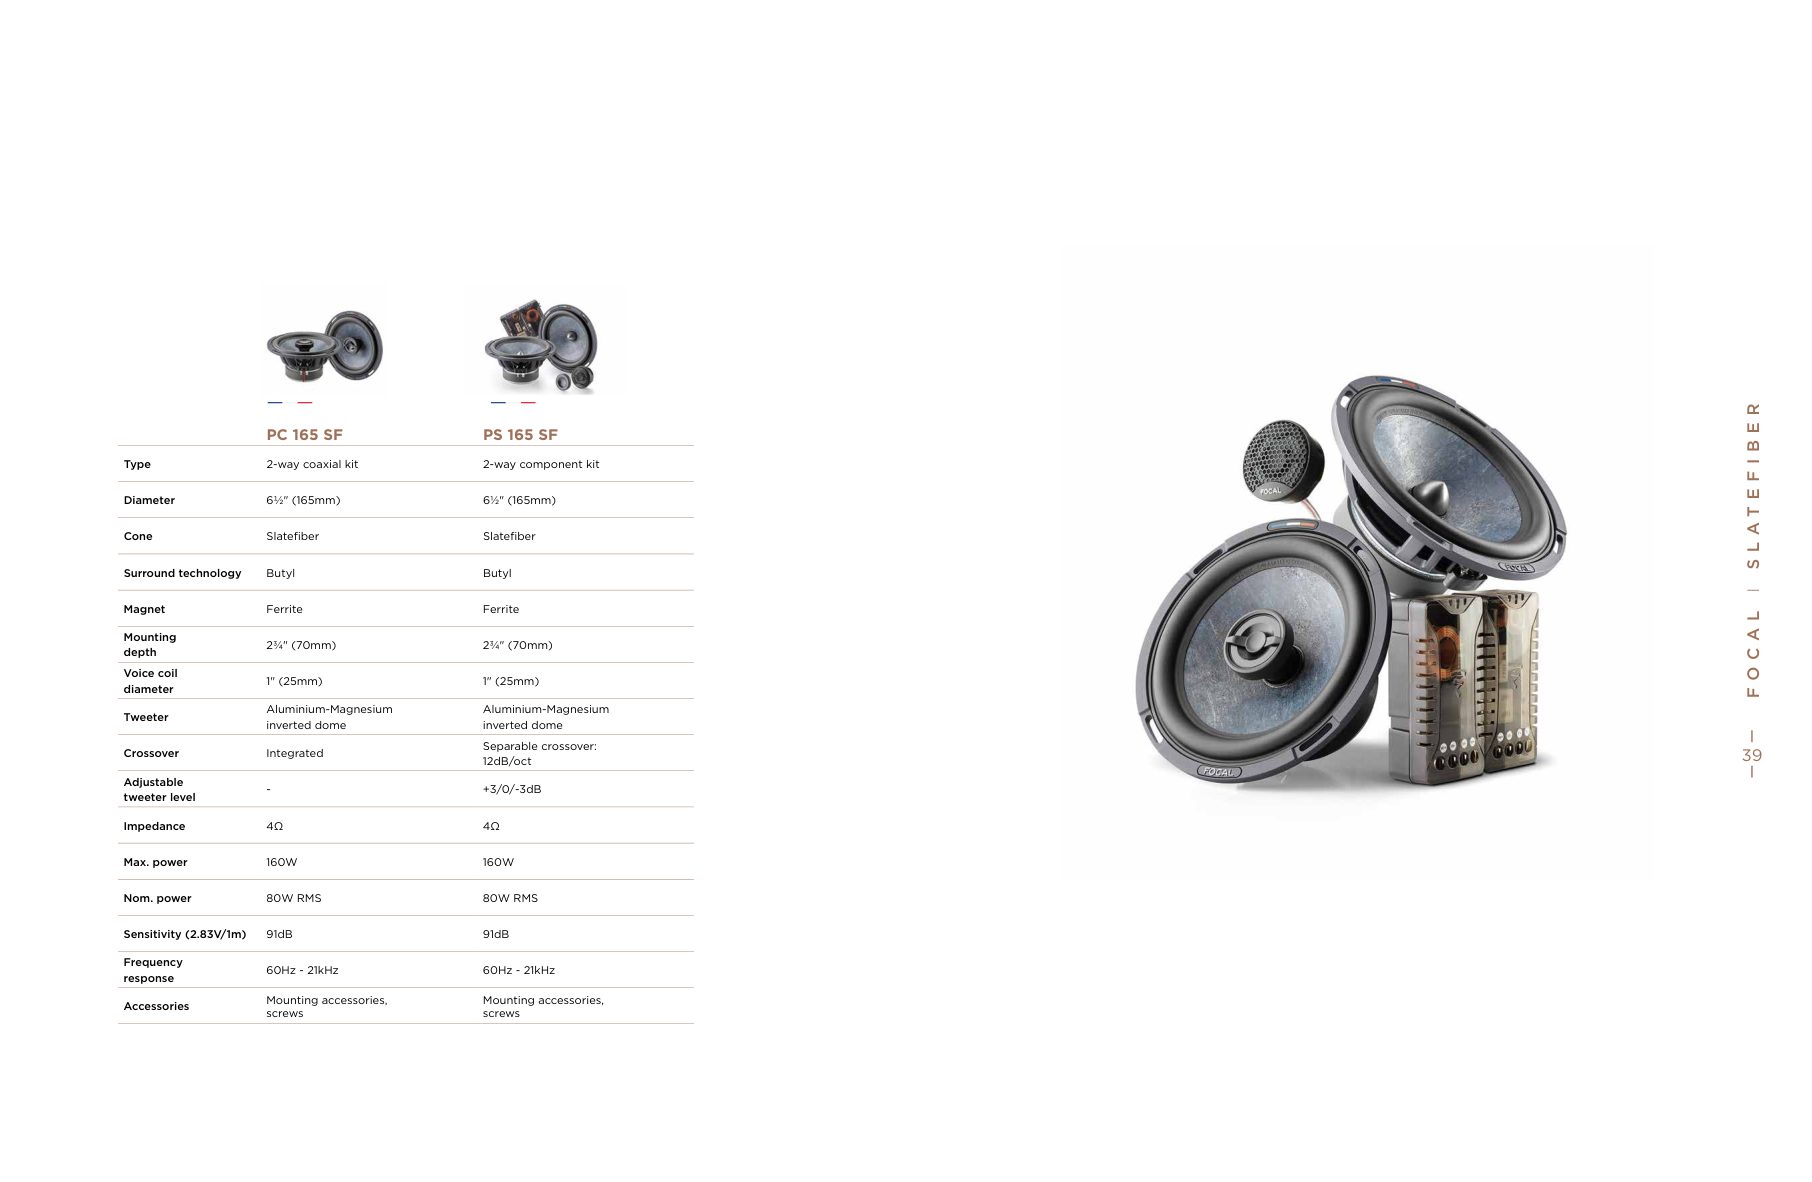 PC 165 SF PS 165 SF
Type 2-way coaxial kit 2-way component kit
Diameter 6½" (165mm) 6½" (165mm)
Cone Slatefiber Slatefiber
Surround technology Butyl Butyl
Magnet Ferrite Ferrite
Mounting
depth 2¾" (70mm) 2¾" (70mm)
Voice coil
diameter 1" (25mm) 1" (25mm)
Tweeter Aluminium-Magnesium
inverted dome Aluminium-Magnesium
inverted dome
Crossover Integrated Separable crossover:
12dB/oct
Adjustable
tweeter level - +3/0/-3dB
Impedance 4Ω 4Ω
Max. power 160W 160W
Nom. power 80W RMS 80W RMS
Sensitivity (2.83V/1m) 91dB 91dB
Frequency
response 60Hz - 21kHz 60Hz - 21kHz
Accessories Mounting accessories,
screws Mounting accessories,
screws
FOCAL
FOCAL
FOCAL
FOCAL | SLATEFIBER
39